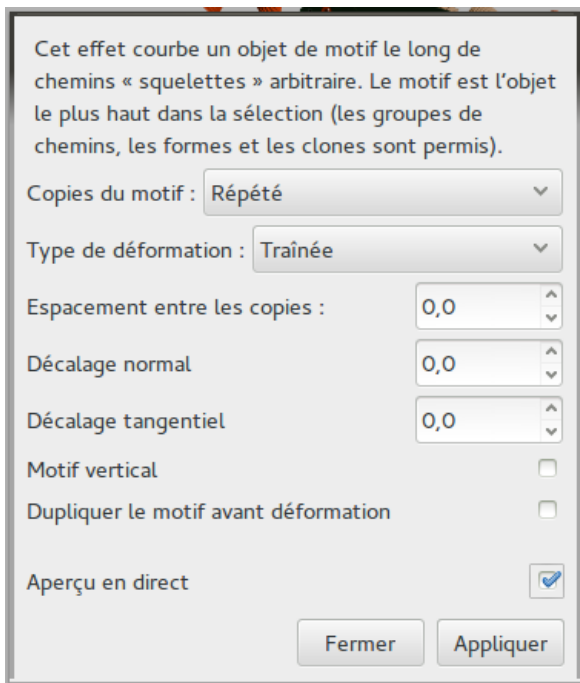 Cet effet courbe un objet de motif le long de
chemins « squelettes » arbitraire. Le motif est l’objet
le plus haut dans la sélection (les groupes de
chemins, les formes et les clones sont permis).
Copies du motif : Répété
Type de déformation : Traînée
Espacement entre les copies : 0,0
Décalage normal 0,0
Décalage tangentiel 0,0
Motif vertical
Dupliquer le motif avant déformation
Aperçu en direct
Fermer Appliquer